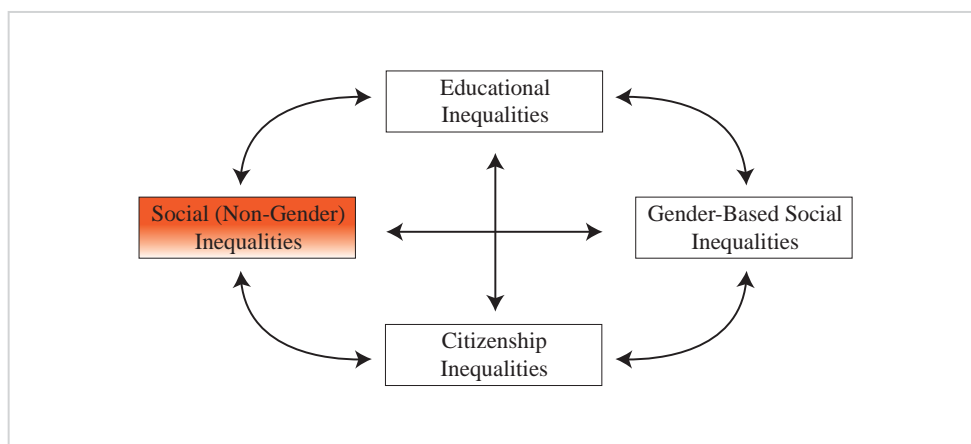 Educational
Inequalities
Social (Non-Gender)
Inequalities
Gender-Based Social
Inequalities
Citizenship
Inequalities